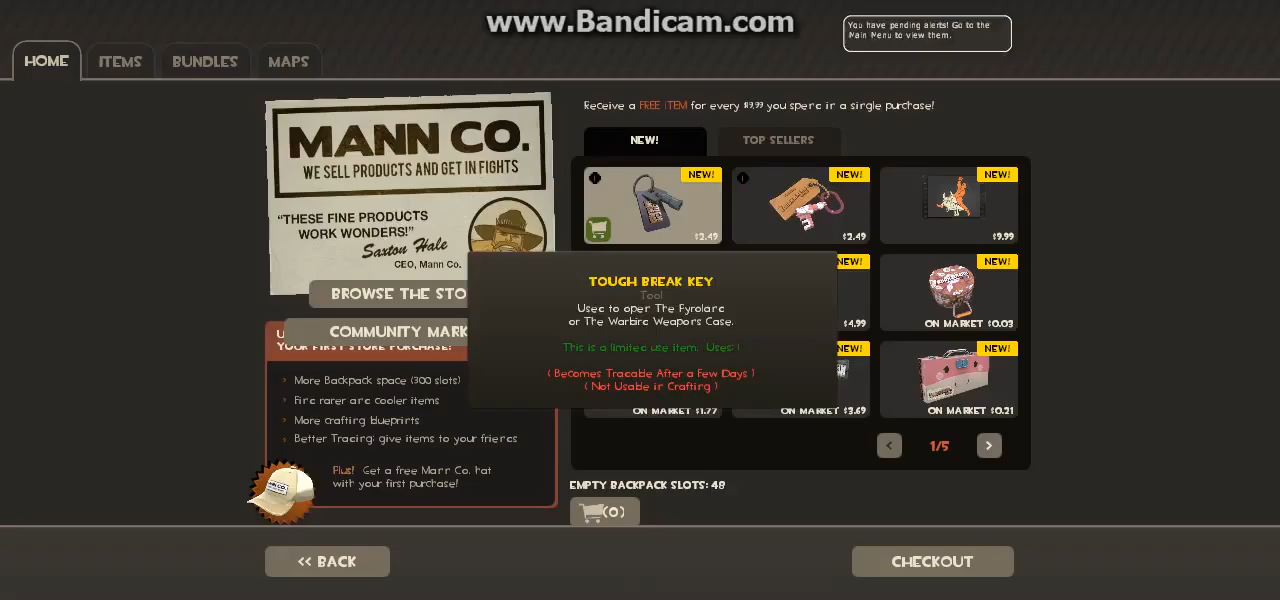 www.Bandicam.com
You have pending alerts! Go to the
Main Menu to view them.
HOME
ITEMS
BUNDLES
MAPS
MANN CO.
WE SELL PRODUCTS AND GET IN FIGHTS
"THESE FINE PRODUCTS
WORK WONDERS!"
Saxton Hale
CEO, Mann Co.
BROWSE THE STO
COMMUNITY MARK
YOUR FIRST STORE PURCHASE!
More Backpack space (300 slots)
Find rarer and cooler items
More crafting blueprints
Better Trading: give items to your friends
Plus! Get a free Mann Co. hat
with your first purchase!
Receive a FREE ITEM for every $9.99 you spend in a single purchase!
NEW!
TOP SELLERS
NEW!
$2.49
NEW!
$2.49
NEW!
$9.99
NEW!
$4.99
NEW!
ON MARKET $0.03
ON MARKET $1.77
NEW!
ON MARKET $3.69
NEW!
ON MARKET $0.21
TOUGH BREAK KEY
Tool
Used to open The Pyroland
or The Warbird Weapons Case.
This is a limited use item. Uses: 1
( Becomes Tradable After a Few Days )
( Not Usable in Crafting )
<
1/5
>
EMPTY BACKPACK SLOTS: 48
(0)
<< BACK
CHECKOUT